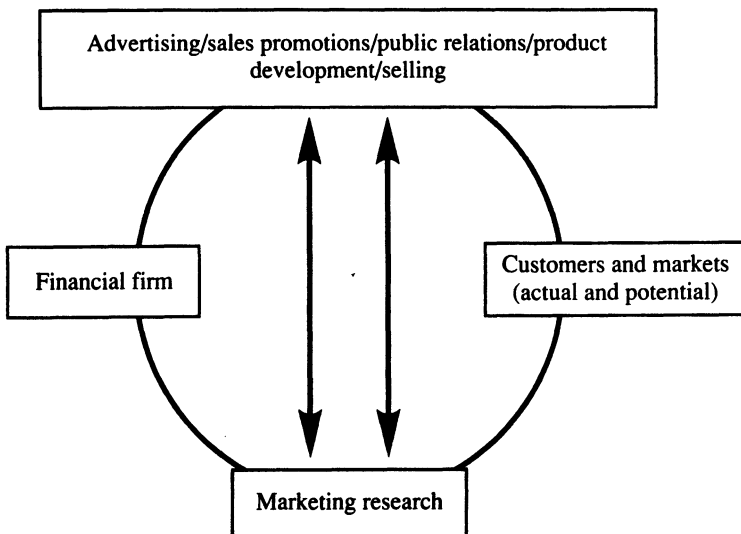 Advertising/sales promotions/public relations/product
development/selling
Financial firm
Customers and markets
(actual and potential)
Marketing research